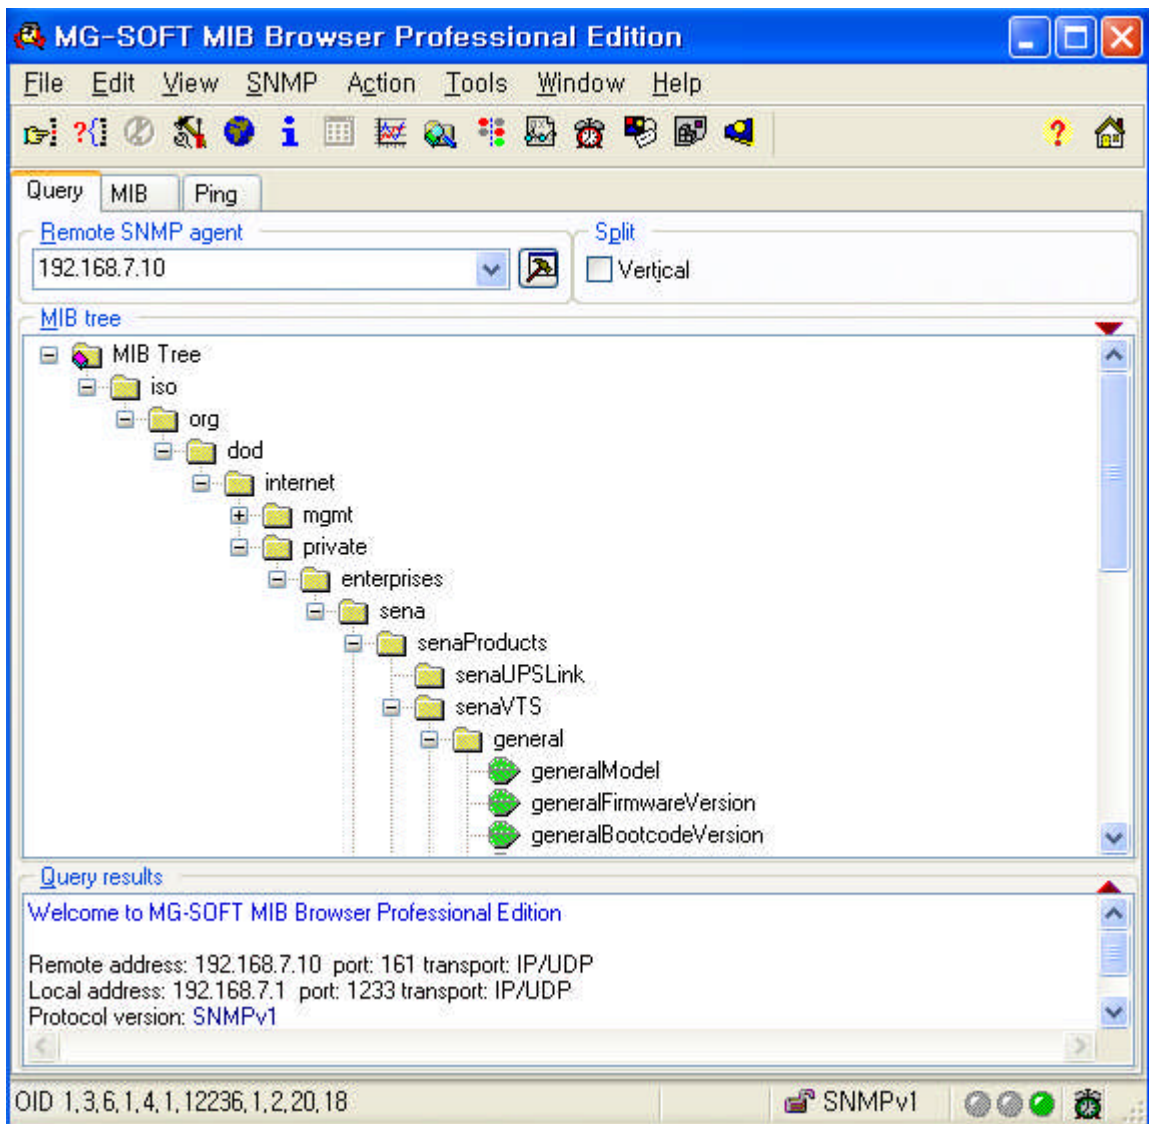 MG-SOFT MIB Browser Professional Edition
File Edit View SNMP Action Tools Window Help
Query MIB Ping
Remote SNMP agent Split
192.168.7.10 Vertical
MIB tree
MIB Tree
iso
org
dod
internet
mgmt
private
enterprises
sena
senaProducts
senaUPSLink
senaVTS
general
generalModel
generalFirmwareVersion
generalBootcodeVersion
Query results
Welcome to MG-SOFT MIB Browser Professional Edition
Remote address: 192.168.7.10 port: 161 transport: IP/UDP
Local address: 192.168.7.1 port: 1233 transport: IP/UDP
Protocol version: SNMPv1
OID 1,3,6,1,4,1,12236,1,2,20,18 SNMPv1